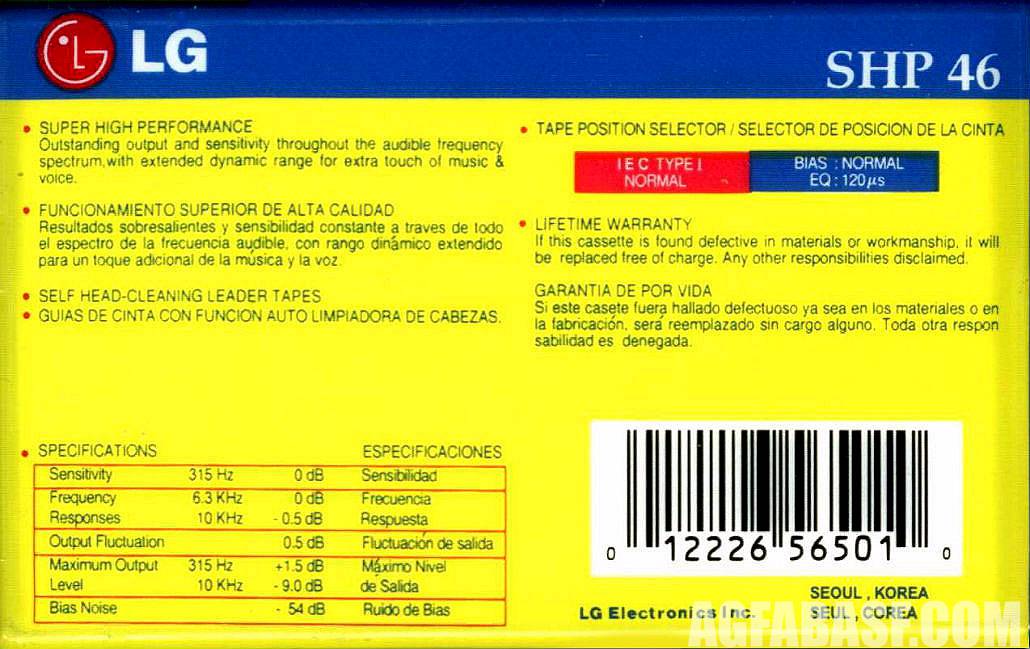 LG
SHP 46
• SUPER HIGH PERFORMANCE
Outstanding output and sensitivity throughout the audible frequency
spectrum,with extended dynamic range for extra touch of music &
voice.
• FUNCIONAMIENTO SUPERIOR DE ALTA CALIDAD
Resultados sobresalientes y sensibilidad constante a traves de todo
el espectro de la frecuencia audible, con rango dinámico extendido
para un toque adicional de la música y la voz.
• SELF HEAD-CLEANING LEADER TAPES
• GUIAS DE CINTA CON FUNCION AUTO LIMPIADORA DE CABEZAS.
• TAPE POSITION SELECTOR / SELECTOR DE POSICION DE LA CINTA
IEC TYPE I
NORMAL
BIAS : NORMAL
EQ : 120µs
• LIFETIME WARRANTY
If this cassette is found defective in materials or workmanship, it will
be replaced free of charge. Any other responsibilities disclaimed.
GARANTIA DE POR VIDA
Si este casete fuera hallado defectuoso ya sea en los materiales o en
la fabricación, será reemplazado sin cargo alguno. Toda otra respon
sabilidad es denegada.
• SPECIFICATIONS ESPECIFICACIONES
Sensitivity 315 Hz 0 dB Sensibilidad
Frequency 6.3 KHz 0 dB Frecuencia
Responses 10 KHz - 0.5 dB Respuesta
Output Fluctuation 0.5 dB Fluctuación de salida
Maximum Output 315 Hz +1.5 dB Máximo Nivel
Level 10 KHz - 9.0 dB de Salida
Bias Noise - 54 dB Ruido de Bias
0 12226 56501 0
SEOUL , KOREA
LG Electronics Inc. SEUL , COREA
AGFABASF.COM